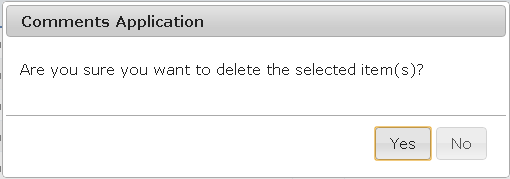 Comments Application
Are you sure you want to delete the selected item(s)?
Yes No